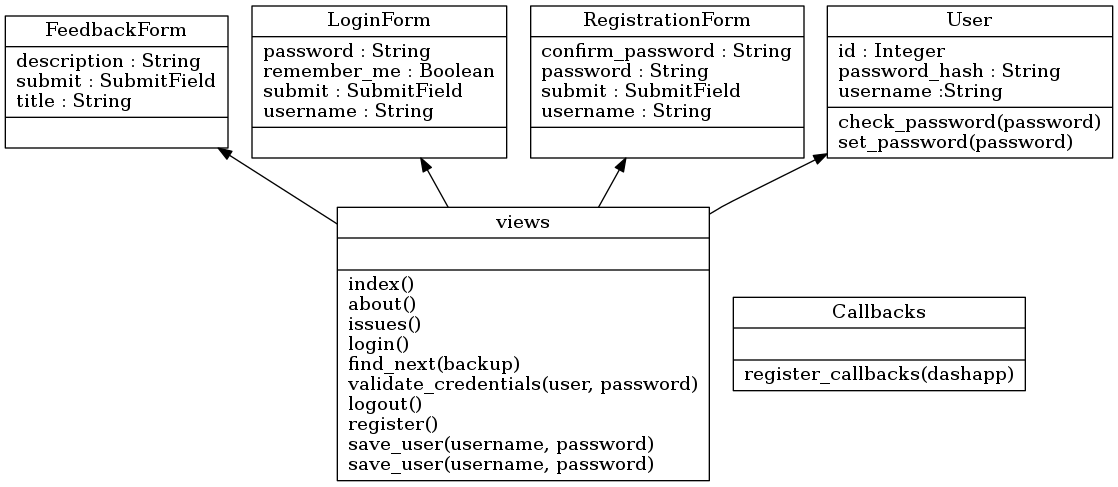 FeedbackForm
description : String
submit : SubmitField
title : String
LoginForm
password : String
remember_me : Boolean
submit : SubmitField
username : String
RegistrationForm
confirm_password : String
password : String
submit : SubmitField
username : String
User
id : Integer
password_hash : String
username :String
check_password(password)
set_password(password)
views
index()
about()
issues()
login()
find_next(backup)
validate_credentials(user, password)
logout()
register()
save_user(username, password)
save_user(username, password)
Callbacks
register_callbacks(dashapp)